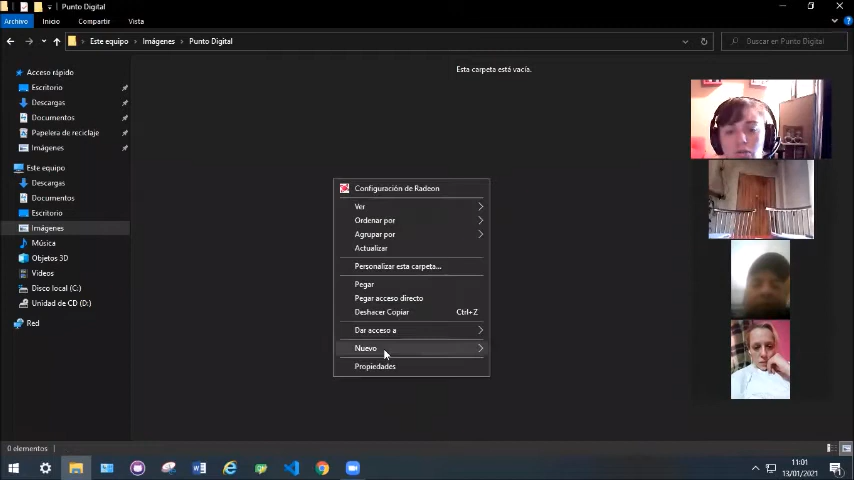 Punto Digital
Archivo
Inicio
Compartir
Vista
Este equipo
Imágenes
Punto Digital
Buscar en Punto Digital
Acceso rápido
Escritorio
Descargas
Documentos
Papelera de reciclaje
Imágenes
Este equipo
Descargas
Documentos
Escritorio
Imágenes
Música
Objetos 3D
Videos
Disco local (C:)
Unidad de CD (D:)
Red
Esta carpeta está vacía.
Configuración de Radeon
Ver
Ordenar por
Agrupar por
Actualizar
Personalizar esta carpeta...
Pegar
Pegar acceso directo
Deshacer Copiar Ctrl+Z
Dar acceso a
Nuevo
Propiedades
0 elementos
11:01
13/01/2021